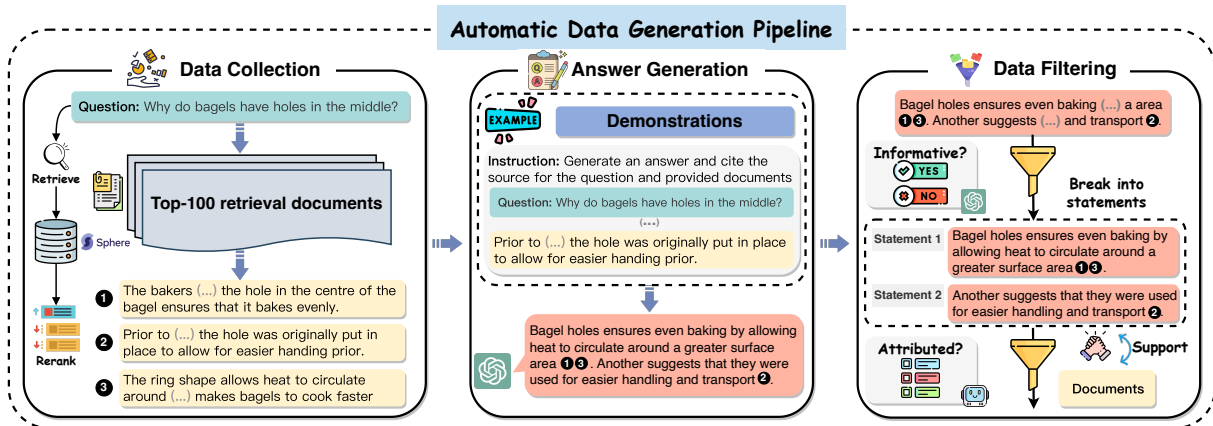 Automatic Data Generation Pipeline
Data Collection
Question: Why do bagels have holes in the middle?
Retrieve
Top-100 retrieval documents
Sphere
Rerank
1 The bakers (...) the hole in the centre of the
bagel ensures that it bakes evenly.
2 Prior to (...) the hole was originally put in
place to allow for easier handing prior.
3 The ring shape allows heat to circulate
around (...) makes bagels to cook faster
Answer Generation
Q
A
EXAMPLE
Demonstrations
Instruction: Generate an answer and cite the
source for the question and provided documents
Question: Why do bagels have holes in the middle?
(...)
Prior to (...) the hole was originally put in place
to allow for easier handing prior.
Bagel holes ensures even baking by allowing
heat to circulate around a greater surface
area 1 3. Another suggests that they were
used for easier handling and transport 2.
Data Filtering
Bagel holes ensures even baking (...) a area
1 3. Another suggests (...) and transport 2.
Informative?
YES
NO
Break into
statements
Statement 1
Bagel holes ensures even baking by
allowing heat to circulate around a
greater surface area 1 3.
Statement 2
Another suggests that they were used
for easier handling and transport 2.
Attributed?
Support
Documents